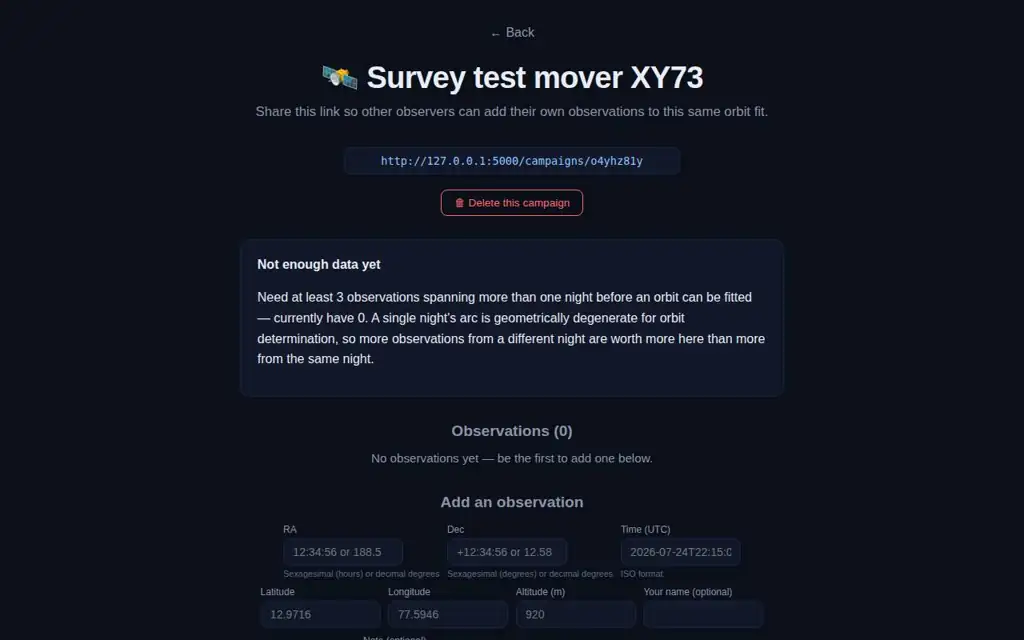 ← Back
Survey test mover XY73
Share this link so other observers can add their own observations to this same orbit fit.
http://127.0.0.1:5000/campaigns/o4yhz81y
Delete this campaign
Not enough data yet
Need at least 3 observations spanning more than one night before an orbit can be fitted
— currently have 0. A single night's arc is geometrically degenerate for orbit
determination, so more observations from a different night are worth more here than more
from the same night.
Observations (0)
No observations yet — be the first to add one below.
Add an observation
RA Dec Time (UTC)
12:34:56 or 188.5 +12:34:56 or 12.58 2026-07-24T22:15:0
Sexagesimal (hours) or decimal degrees Sexagesimal (degrees) or decimal degrees ISO format
Latitude Longitude Altitude (m) Your name (optional)
12.9716 77.5946 920
Note (optional)